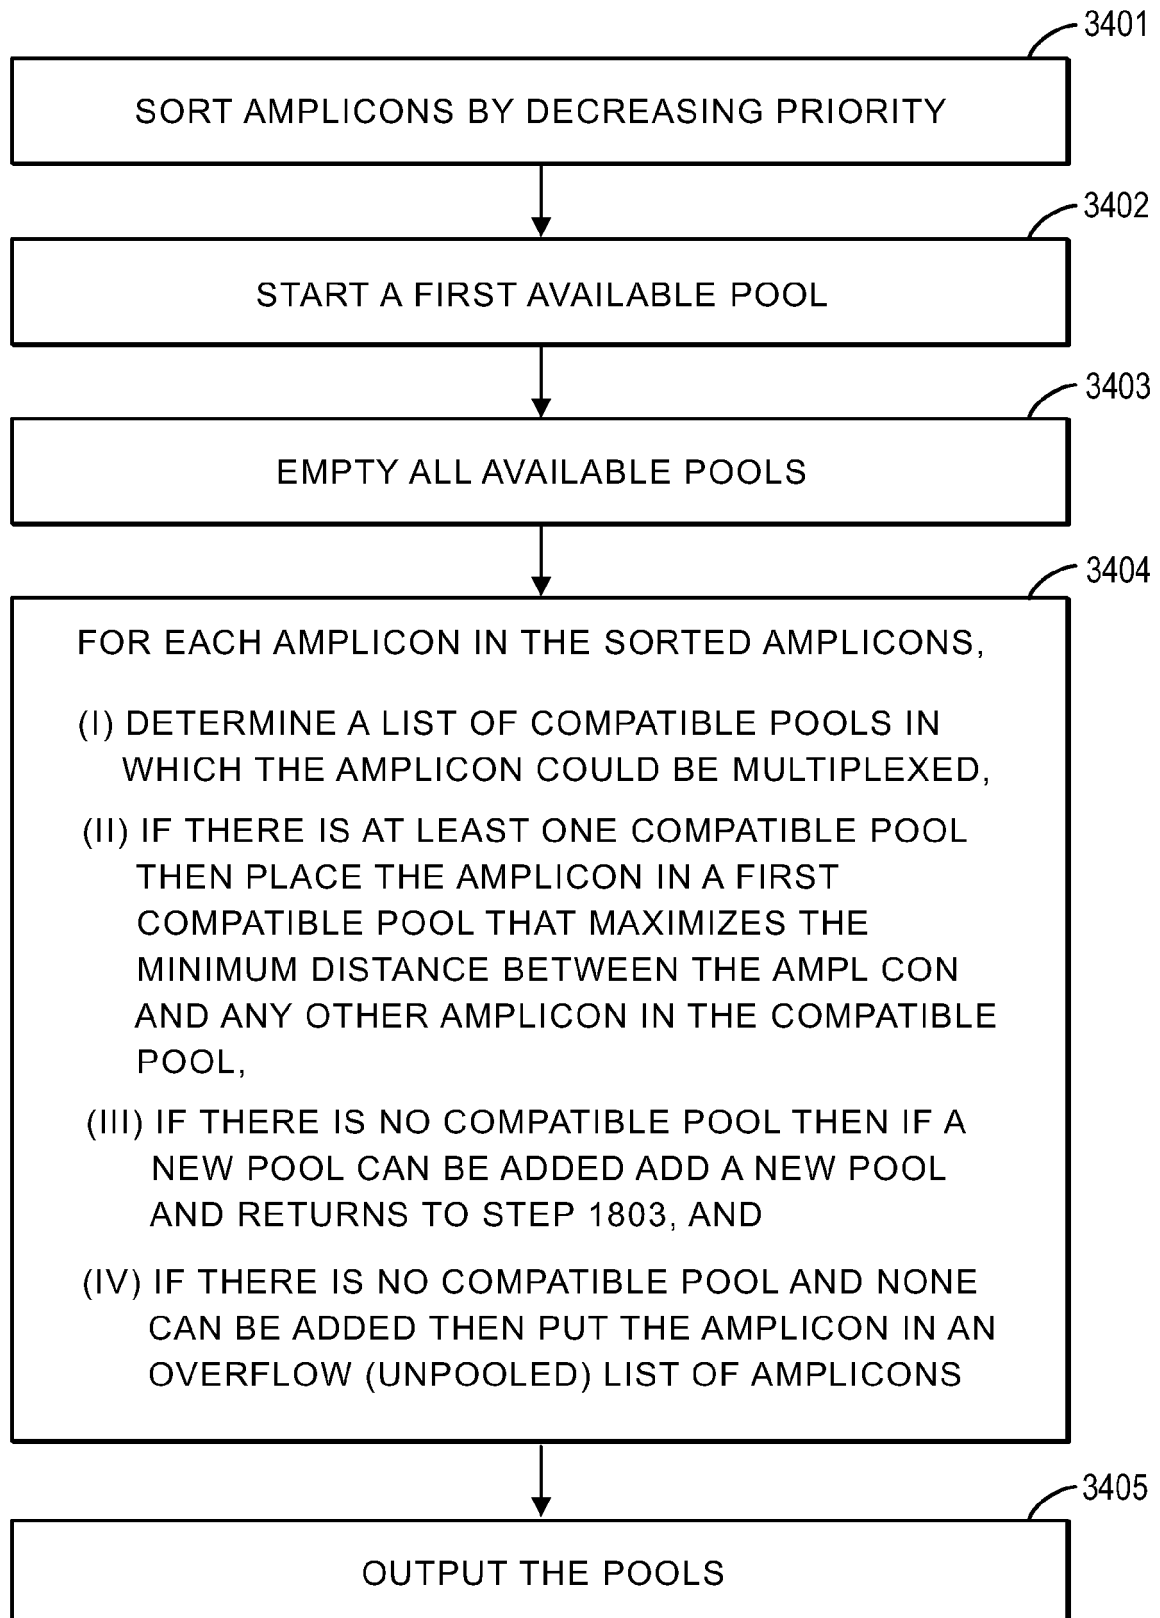 3401
SORT AMPLICONS BY DECREASING PRIORITY
3402
START A FIRST AVAILABLE POOL
3403
EMPTY ALL AVAILABLE POOLS
3404
FOR EACH AMPLICON IN THE SORTED AMPLICONS,
(I) DETERMINE A LIST OF COMPATIBLE POOLS IN
WHICH THE AMPLICON COULD BE MULTIPLEXED,
(II) IF THERE IS AT LEAST ONE COMPATIBLE POOL
THEN PLACE THE AMPLICON IN A FIRST
COMPATIBLE POOL THAT MAXIMIZES THE
MINIMUM DISTANCE BETWEEN THE AMPL CON
AND ANY OTHER AMPLICON IN THE COMPATIBLE
POOL,
(III) IF THERE IS NO COMPATIBLE POOL THEN IF A
NEW POOL CAN BE ADDED ADD A NEW POOL
AND RETURNS TO STEP 1803, AND
(IV) IF THERE IS NO COMPATIBLE POOL AND NONE
CAN BE ADDED THEN PUT THE AMPLICON IN AN
OVERFLOW (UNPOOLED) LIST OF AMPLICONS
3405
OUTPUT THE POOLS